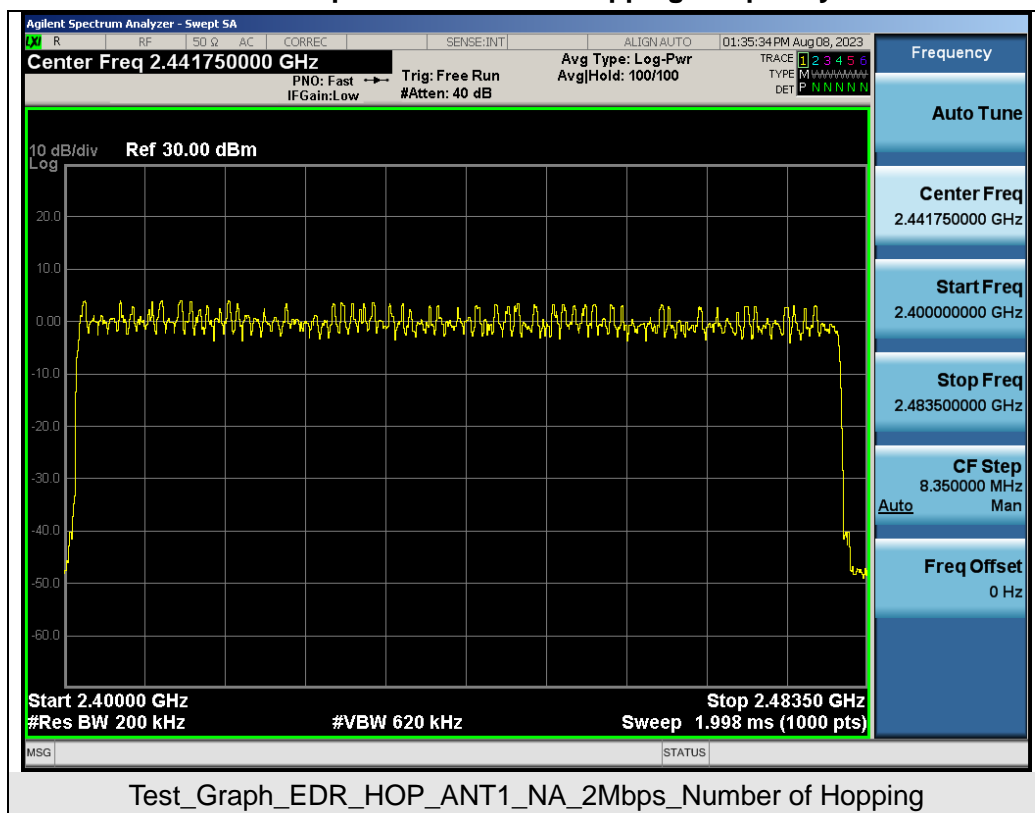 Agilent Spectrum Analyzer - Swept SA
LXI R RF 50 Ω AC CORREC SENSE:INT ALIGN AUTO 01:35:34 PM Aug 08, 2023
Center Freq 2.441750000 GHz
PNO: Fast
IFGain:Low
Trig: Free Run
#Atten: 40 dB
Avg Type: Log-Pwr
Avg|Hold: 100/100
TRACE 1 2 3 4 5 6
TYPE M
DET P N N N N N
10 dB/div Ref 30.00 dBm
Log
20.0
10.0
0.00
-10.0
-20.0
-30.0
-40.0
-50.0
-60.0
Start 2.40000 GHz Stop 2.48350 GHz
#Res BW 200 kHz #VBW 620 kHz Sweep 1.998 ms (1000 pts)
MSG STATUS
Frequency
Auto Tune
Center Freq
2.441750000 GHz
Start Freq
2.400000000 GHz
Stop Freq
2.483500000 GHz
CF Step
8.350000 MHz
Auto Man
Freq Offset
0 Hz
Test_Graph_EDR_HOP_ANT1_NA_2Mbps_Number of Hopping